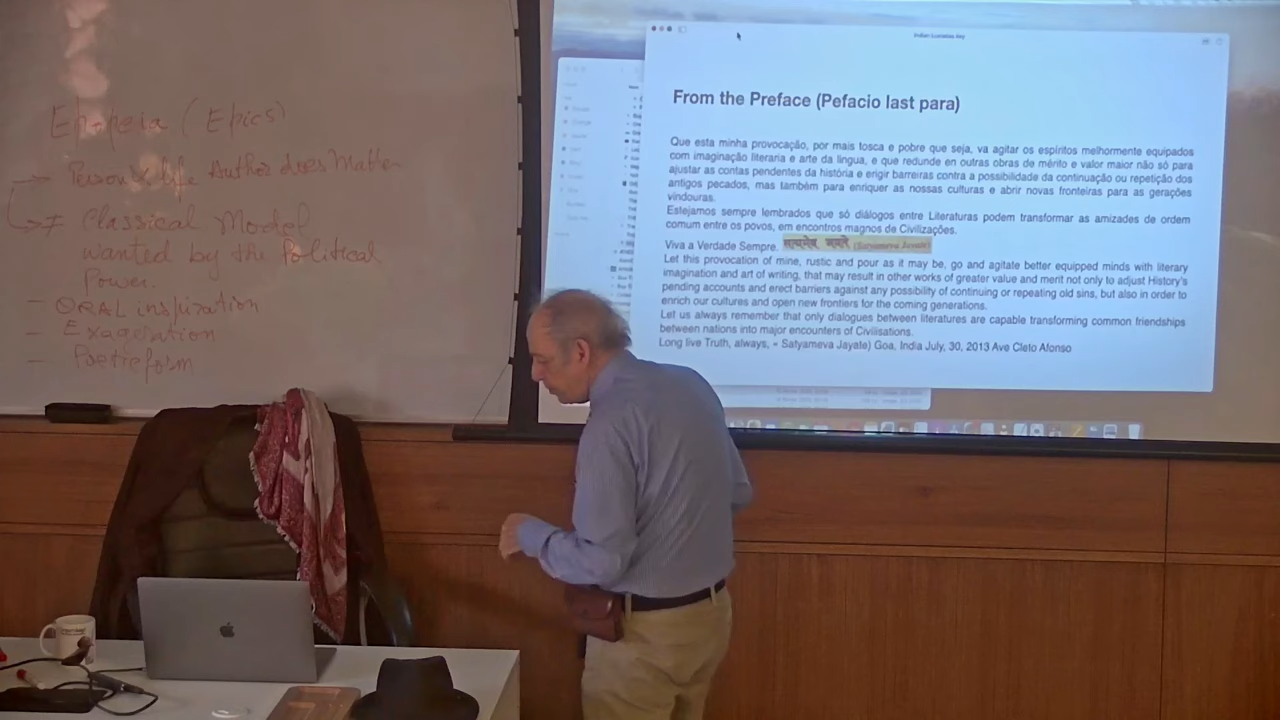 Epopeia (Epics)
Person's life Author does Matter
Classical Model
wanted by the Political
Power.
- ORAL inspiration
- Exageration
- Poetic form
From the Preface (Pefacio last para)
Que esta minha provocação, por mais tosca e pobre que seja, va agitar os espíritos melhormente equipados
com imaginação literaria e arte da lingua, e que redunde en outras obras de mérito e valor maior não só para
ajustar as contas pendentes da história e erigir barreiras contra a possibilidade da continuação ou repetição dos
antigos pecados, mas também para enriquer as nossas culturas e abrir novas fronteiras para as gerações
vindouras.
Estejamos sempre lembrados que só diálogos entre Literaturas podem transformar as amizades de ordem
comum entre os povos, em encontros magnos de Civilizações.
Viva a Verdade Sempre. सत्यमेव जयते (Satyameva Jayate)
Let this provocation of mine, rustic and pour as it may be, go and agitate better equipped minds with literary
imagination and art of writing, that may result in other works of greater value and merit not only to adjust History's
pending accounts and erect barriers against any possibility of continuing or repeating old sins, but also in order to
enrich our cultures and open new frontiers for the coming generations.
Let us always remember that only dialogues between literatures are capable transforming common friendships
between nations into major encounters of Civilisations.
Long live Truth, always, = Satyameva Jayate) Goa, India July, 30, 2013 Ave Cleto Afonso